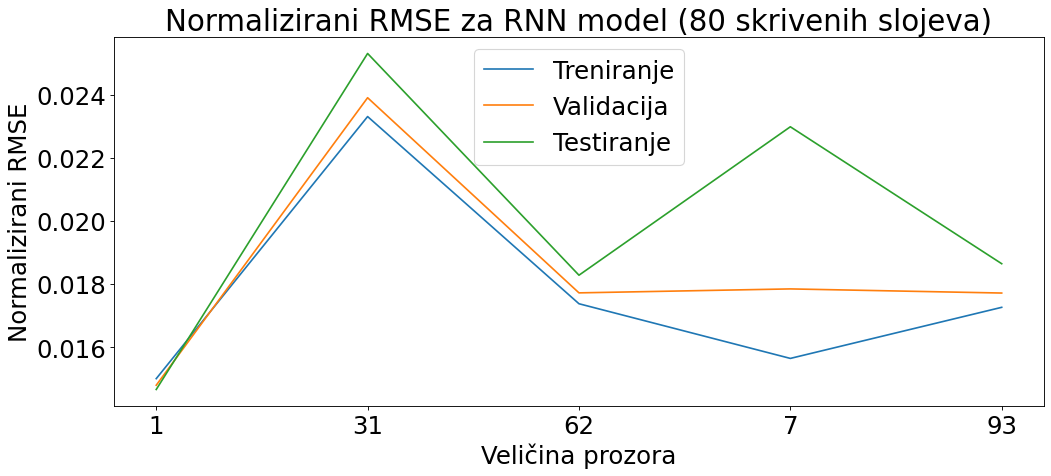 Normalizirani RMSE za RNN model (80 skrivenih slojeva)
Treniranje
Validacija
Testiranje
Normalizirani RMSE
0.024
0.022
0.020
0.018
0.016
1 31 62 7 93
Veličina prozora